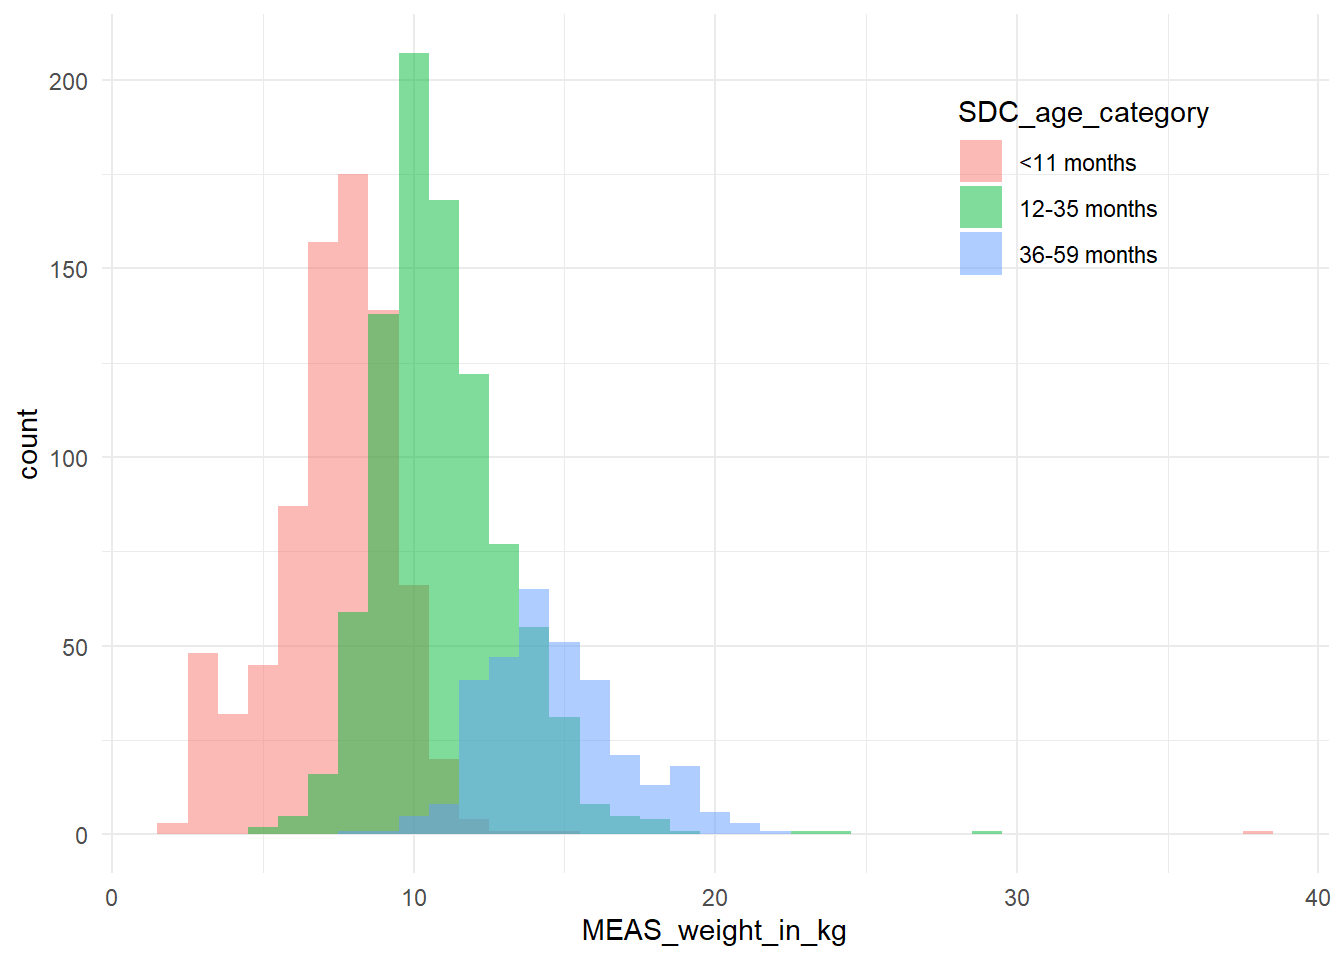 200
150
100
50
0
count
0 10 20 30 40
MEAS_weight_in_kg
SDC_age_category
<11 months
12-35 months
36-59 months